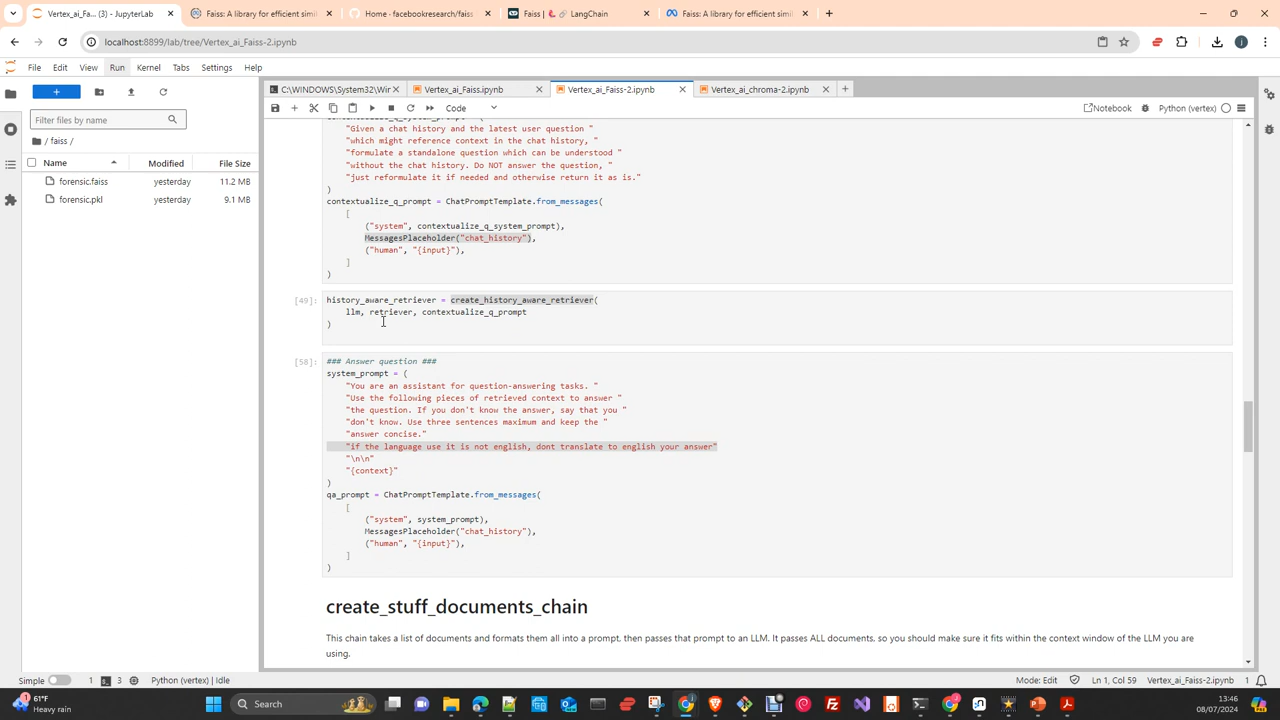 Vertex_ai_Fa... (3) - JupyterLab
Faiss: A library for efficient simil
Home · facebookresearch/faiss
Faiss | 🦜️🔗 LangChain
Faiss: A library for efficient simil
localhost:8899/lab/tree/Vertex_ai_Faiss-2.ipynb
File Edit View Run Kernel Tabs Settings Help
Filter files by name
/ faiss /
Name Modified File Size
forensic.faiss yesterday 11.2 MB
forensic.pkl yesterday 9.1 MB
C:\WINDOWS\System32\Wir
Vertex_ai_Faiss.ipynb
Vertex_ai_Faiss-2.ipynb
Vertex_ai_chroma-2.ipynb
Code
Notebook
Python (vertex)
"Given a chat history and the latest user question "
"which might reference context in the chat history, "
"formulate a standalone question which can be understood "
"without the chat history. Do NOT answer the question, "
"just reformulate it if needed and otherwise return it as is."
)
contextualize_q_prompt = ChatPromptTemplate.from_messages(
[
("system", contextualize_q_system_prompt),
MessagesPlaceholder("chat_history"),
("human", "{input}"),
]
)
[49]: history_aware_retriever = create_history_aware_retriever(
llm, retriever, contextualize_q_prompt
)
[58]: ### Answer question ###
system_prompt = (
"You are an assistant for question-answering tasks. "
"Use the following pieces of retrieved context to answer "
"the question. If you don't know the answer, say that you "
"don't know. Use three sentences maximum and keep the "
"answer concise."
"if the language use it is not english, dont translate to english your answer"
"\n\n"
"{context}"
)
qa_prompt = ChatPromptTemplate.from_messages(
[
("system", system_prompt),
MessagesPlaceholder("chat_history"),
("human", "{input}"),
]
)
create_stuff_documents_chain
This chain takes a list of documents and formats them all into a prompt, then passes that prompt to an LLM. It passes ALL documents, so you should make sure it fits within the context window of the LLM you are
using.
Simple 1 3 Python (vertex) | Idle
Mode: Edit Ln 1, Col 59 Vertex_ai_Faiss-2.ipynb 1
61°F
Heavy rain
Search
13:46
08/07/2024